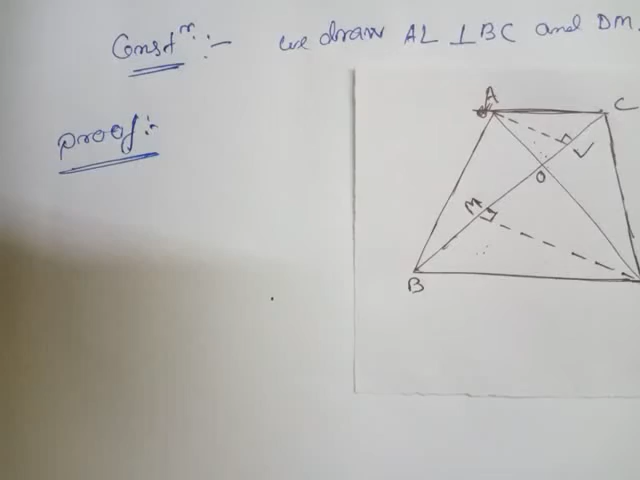 Constⁿ:- we draw AL ⊥BC and DM.
Proof:-
A C
L
O
M
B